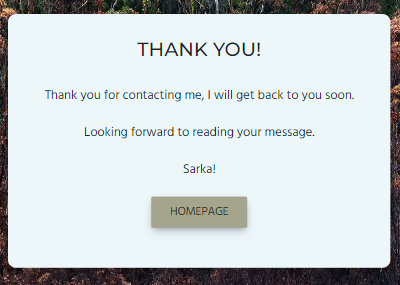 THANK YOU!
Thank you for contacting me, I will get back to you soon.
Looking forward to reading your message.
Sarka!
HOMEPAGE